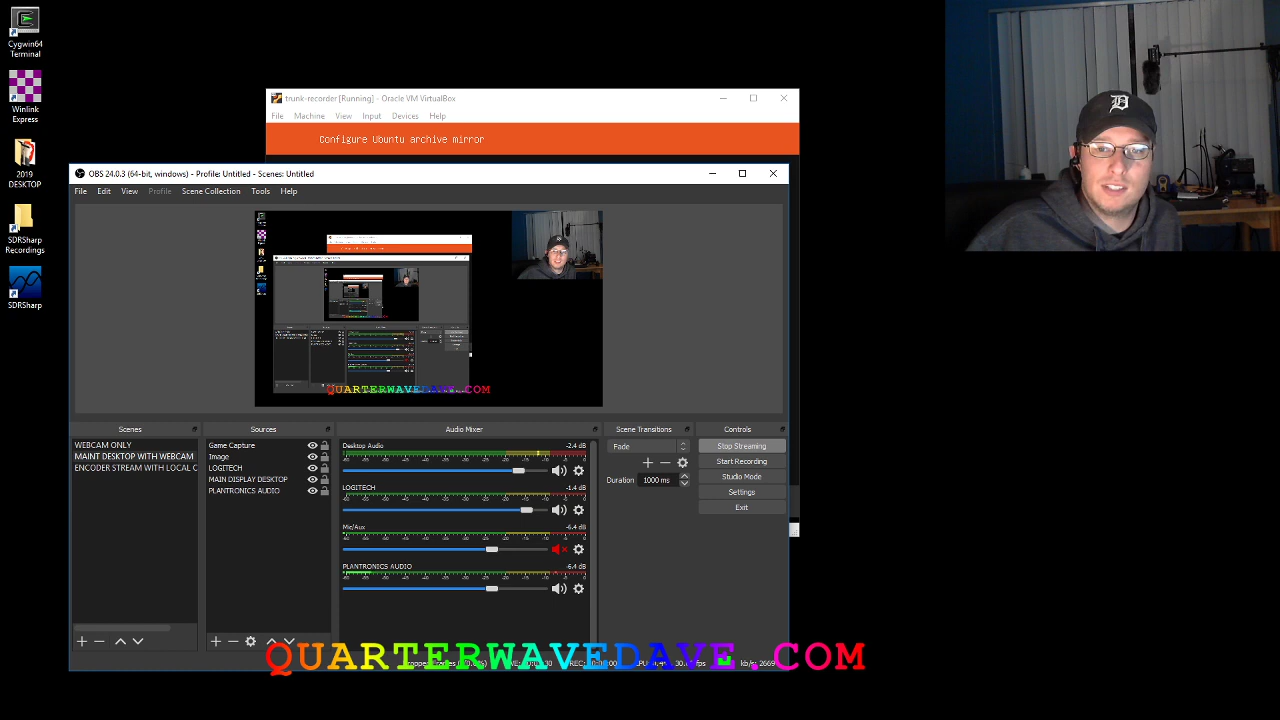 Cygwin64
Terminal
Winlink
Express
2019
DESKTOP
SDRSharp
Recordings
SDRSharp
trunk-recorder [Running] - Oracle VM VirtualBox
File Machine View Input Devices Help
Configure Ubuntu archive mirror
OBS 24.0.3 (64-bit, windows) - Profile: Untitled - Scenes: Untitled
File Edit View Profile Scene Collection Tools Help
QUARTERWAVEDAVE.COM
Scenes
WEBCAM ONLY
MAINT DESKTOP WITH WEBCAM
ENCODER STREAM WITH LOCAL C
Sources
Game Capture
Image
LOGITECH
MAIN DISPLAY DESKTOP
PLANTRONICS AUDIO
Audio Mixer
Desktop Audio -2.4 dB
LOGITECH -1.4 dB
Mic/Aux -6.4 dB
PLANTRONICS AUDIO -6.4 dB
Scene Transitions
Fade
Duration 1000 ms
Controls
Stop Streaming
Start Recording
Studio Mode
Settings
Exit
QUARTERWAVEDAVE.COM
D